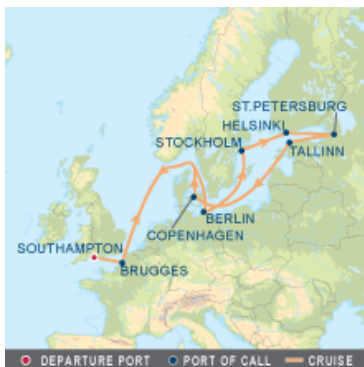 ST.PETERSBURG
HELSINKI
STOCKHOLM
TALLINN
BERLIN
COPENHAGEN
SOUTHAMPTON
BRUGGES
DEPARTURE PORT PORT OF CALL CRUISE